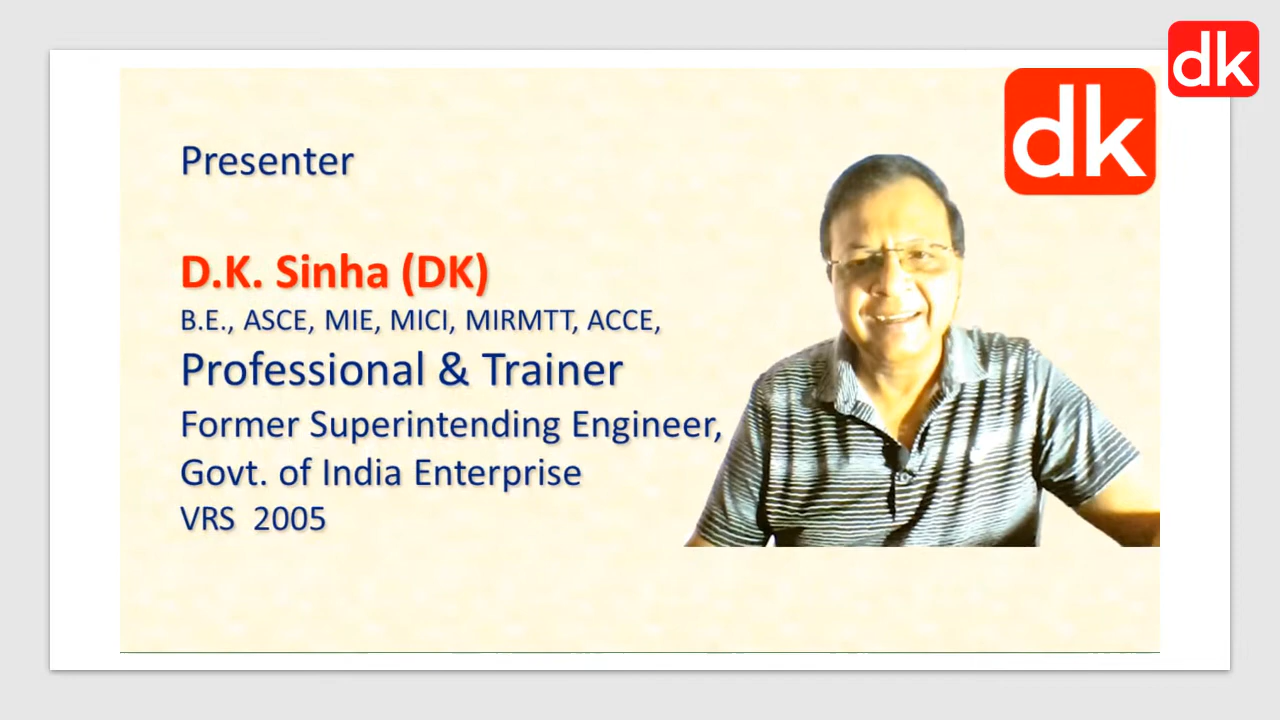 dk
dk
Presenter
D.K. Sinha (DK)
B.E., ASCE, MIE, MICI, MIRMTT, ACCE,
Professional & Trainer
Former Superintending Engineer,
Govt. of India Enterprise
VRS 2005